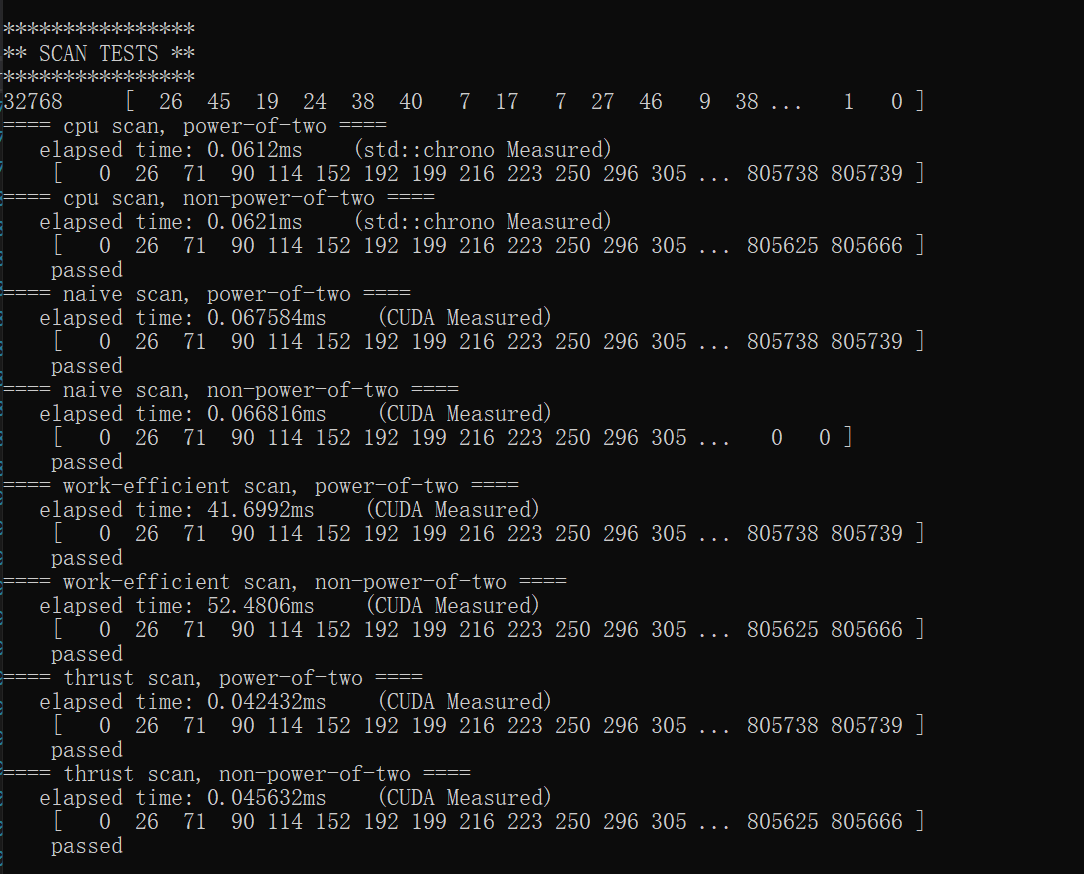 ****************
** SCAN TESTS **
****************
32768     [  26  45  19  24  38  40   7  17   7  27  46   9  38 ...   1   0 ]
==== cpu scan, power-of-two ====
   elapsed time: 0.0612ms    (std::chrono Measured)
    [   0  26  71  90 114 152 192 199 216 223 250 296 305 ... 805738 805739 ]
==== cpu scan, non-power-of-two ====
   elapsed time: 0.0621ms    (std::chrono Measured)
    [   0  26  71  90 114 152 192 199 216 223 250 296 305 ... 805625 805666 ]
    passed
==== naive scan, power-of-two ====
   elapsed time: 0.067584ms    (CUDA Measured)
    [   0  26  71  90 114 152 192 199 216 223 250 296 305 ... 805738 805739 ]
    passed
==== naive scan, non-power-of-two ====
   elapsed time: 0.066816ms    (CUDA Measured)
    [   0  26  71  90 114 152 192 199 216 223 250 296 305 ...   0   0 ]
    passed
==== work-efficient scan, power-of-two ====
   elapsed time: 41.6992ms    (CUDA Measured)
    [   0  26  71  90 114 152 192 199 216 223 250 296 305 ... 805738 805739 ]
    passed
==== work-efficient scan, non-power-of-two ====
   elapsed time: 52.4806ms    (CUDA Measured)
    [   0  26  71  90 114 152 192 199 216 223 250 296 305 ... 805625 805666 ]
    passed
==== thrust scan, power-of-two ====
   elapsed time: 0.042432ms    (CUDA Measured)
    [   0  26  71  90 114 152 192 199 216 223 250 296 305 ... 805738 805739 ]
    passed
==== thrust scan, non-power-of-two ====
   elapsed time: 0.045632ms    (CUDA Measured)
    [   0  26  71  90 114 152 192 199 216 223 250 296 305 ... 805625 805666 ]
    passed